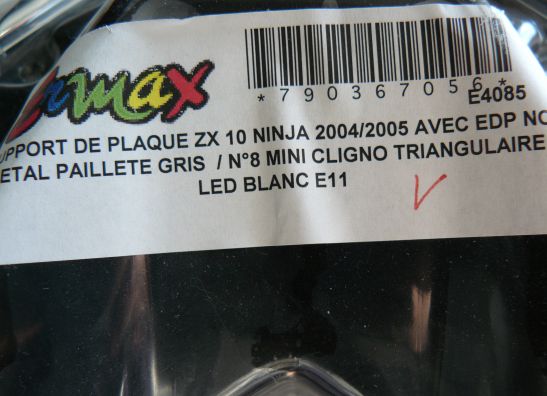 Ermax
*790367056*
E4085
UPPORT DE PLAQUE ZX 10 NINJA 2004/2005 AVEC EDP NO
ETAL PAILLETE GRIS / N°8 MINI CLIGNO TRIANGULAIRE
LED BLANC E11